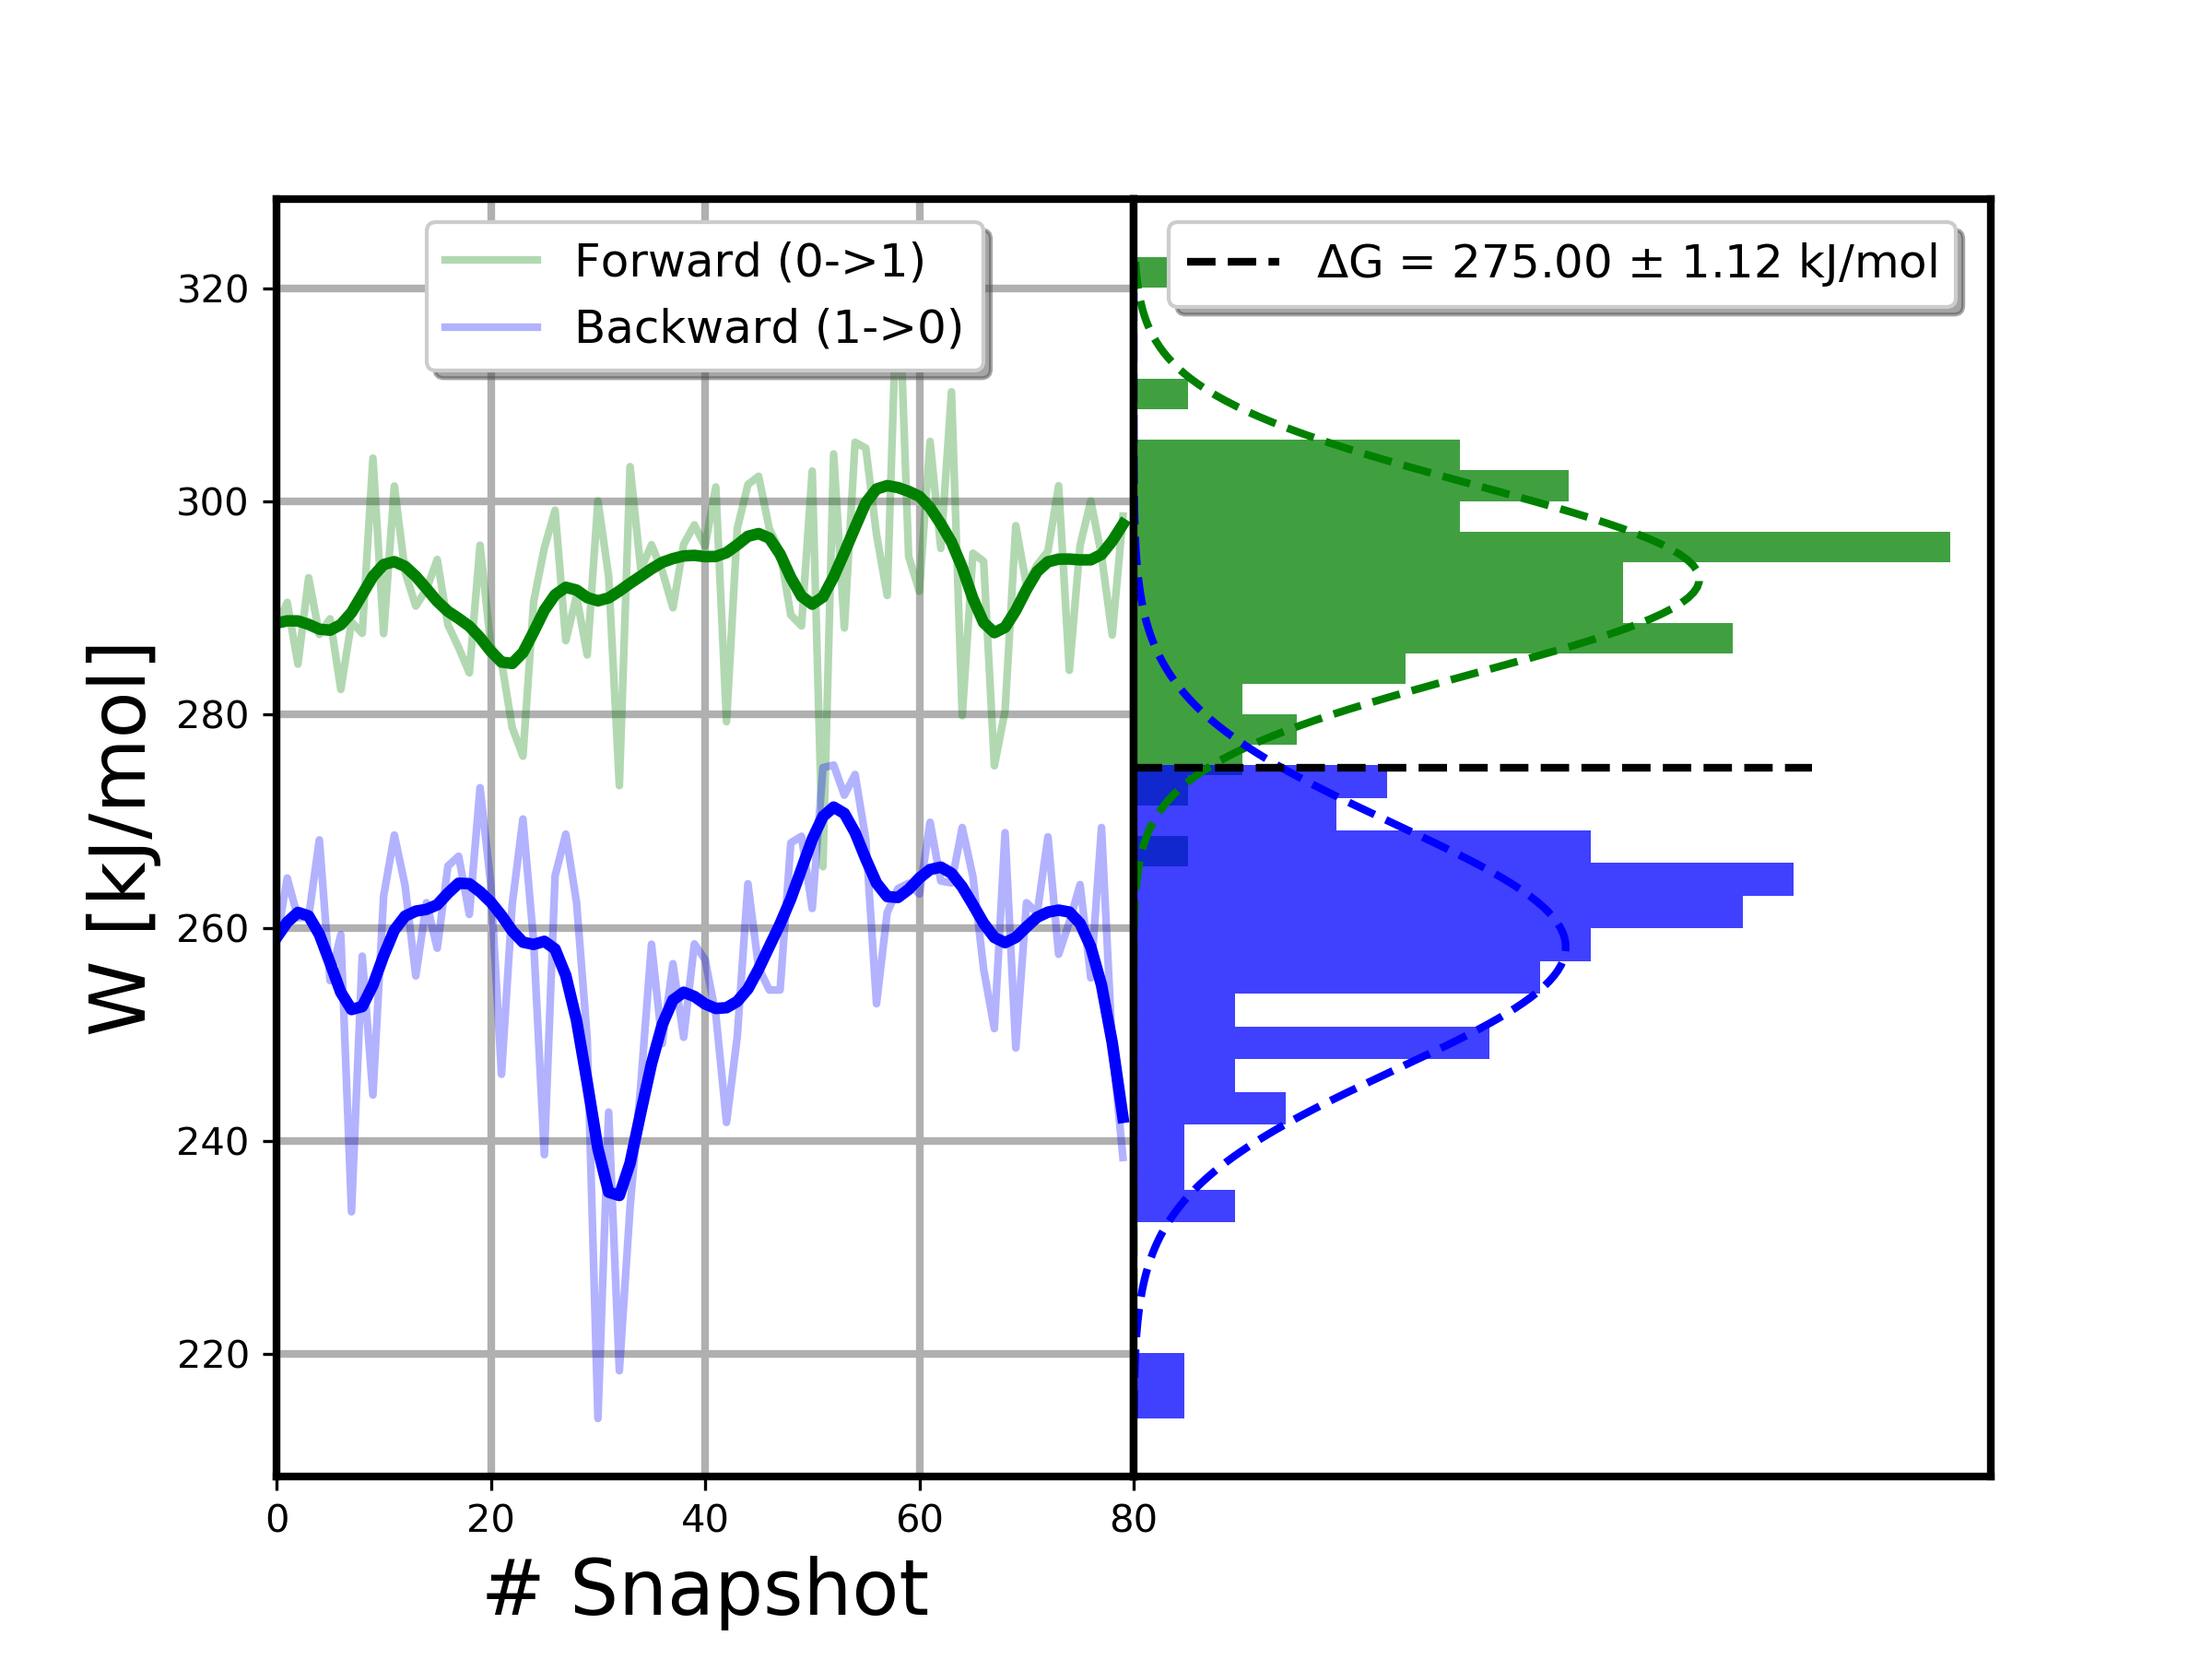 Forward (0->1)
Backward (1->0)
ΔG = 275.00 ± 1.12 kJ/mol
W [kJ/mol]
320
300
280
260
240
220
0 20 40 60 80
# Snapshot